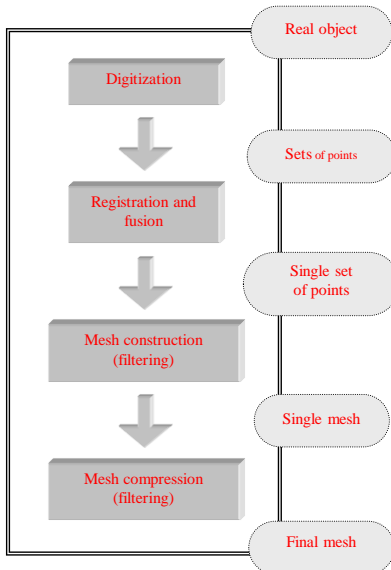 Real object
Digitization
Sets of points
Registration and
fusion
Single set
of points
Mesh construction
(filtering)
Single mesh
Mesh compression
(filtering)
Final mesh